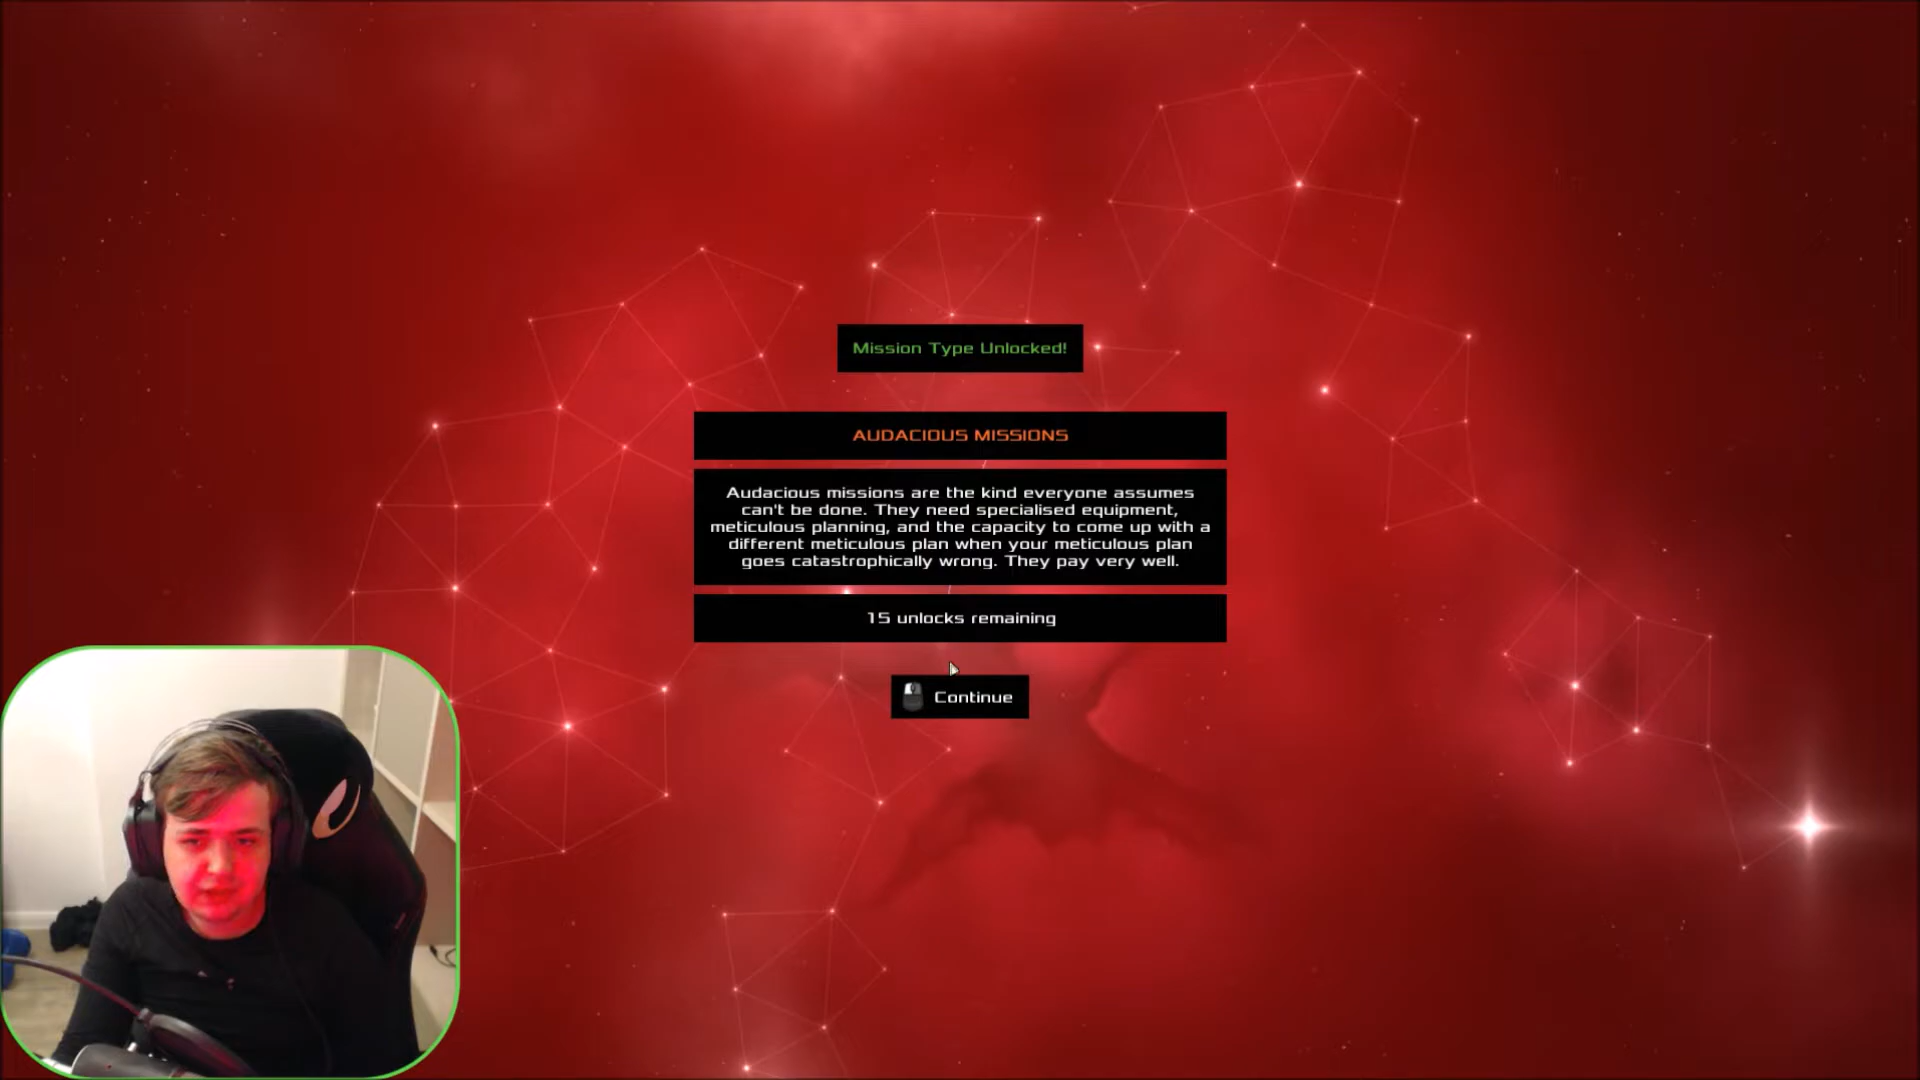 Mission Type Unlocked!
AUDACIOUS MISSIONS
Audacious missions are the kind everyone assumes
can't be done. They need specialised equipment,
meticulous planning, and the capacity to come up with a
different meticulous plan when your meticulous plan
goes catastrophically wrong. They pay very well.
15 unlocks remaining
Continue